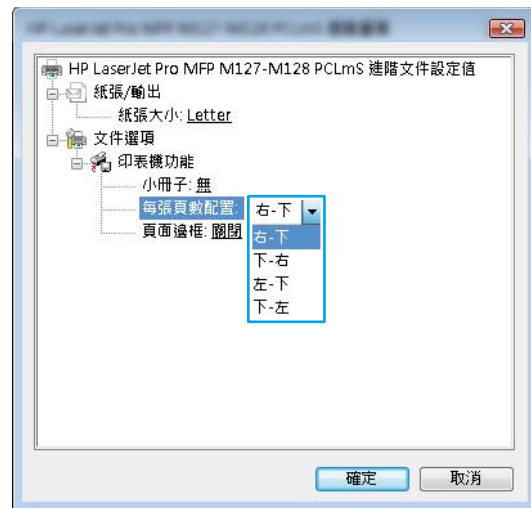 HP LaserJet Pro MFP M127-M128 PCLmS 進階文件設定值
紙張/輸出
紙張大小: Letter
文件選項
印表機功能
小冊子: 無
每張頁數配置: 右-下
頁面邊框: 關閉
右-下
下-右
左-下
下-左
確定
取消